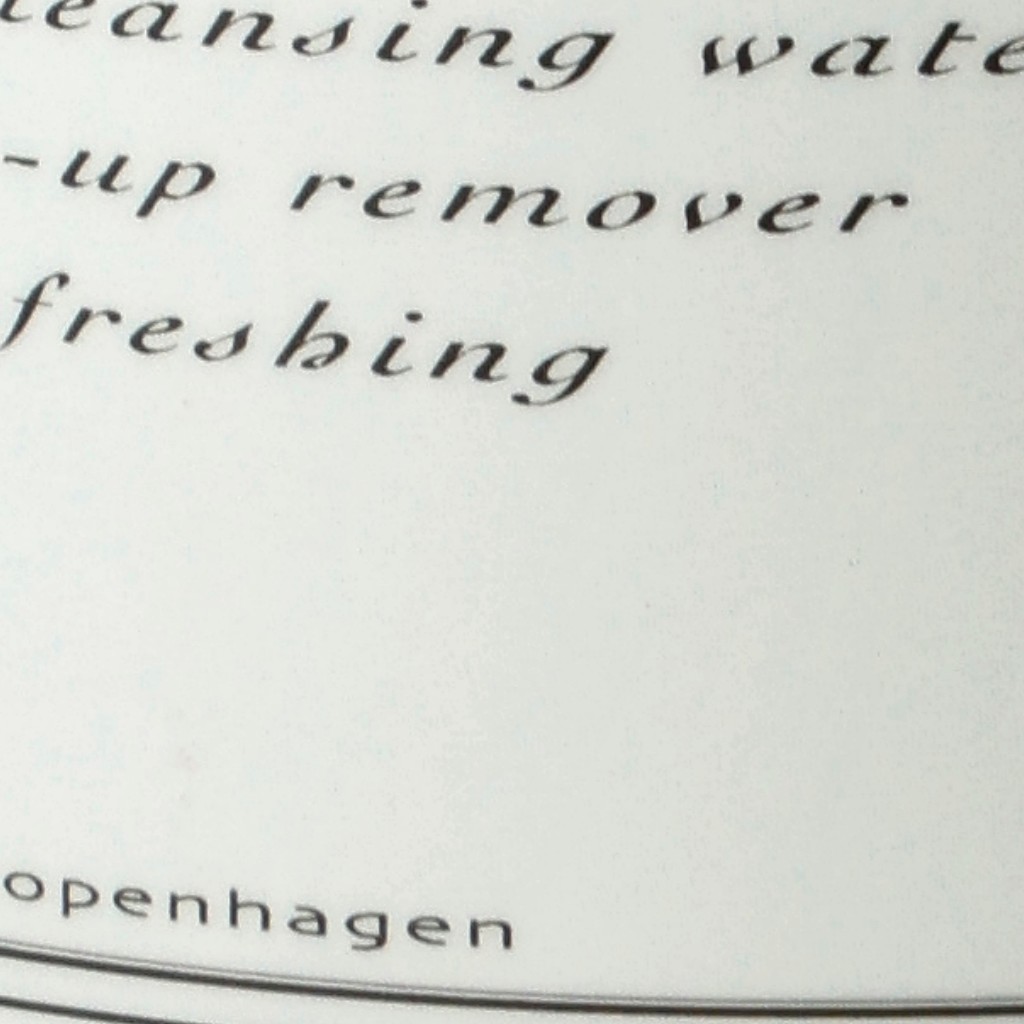 leansing wate
-up remover
freshing
openhagen